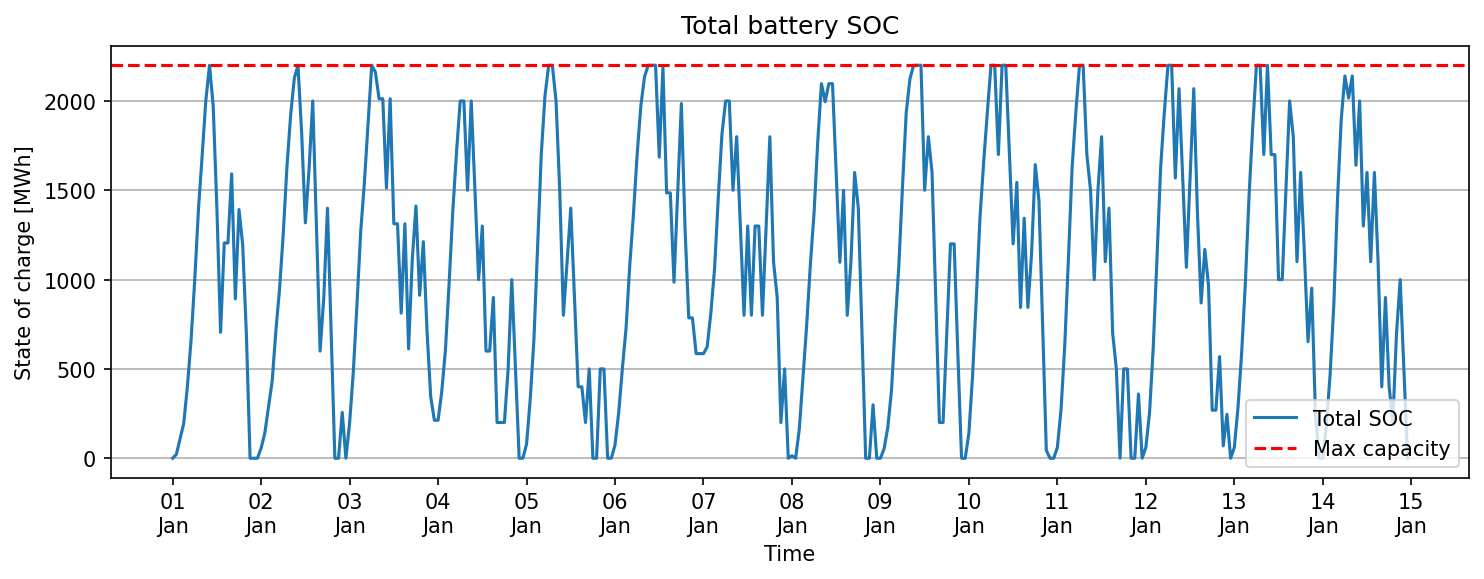 Total battery SOC
State of charge [MWh]
2000
1500
1000
500
0
Total SOC
Max capacity
01 02 03 04 05 06 07 08 09 10 11 12 13 14 15
Jan Jan Jan Jan Jan Jan Jan Jan Jan Jan Jan Jan Jan Jan Jan
Time